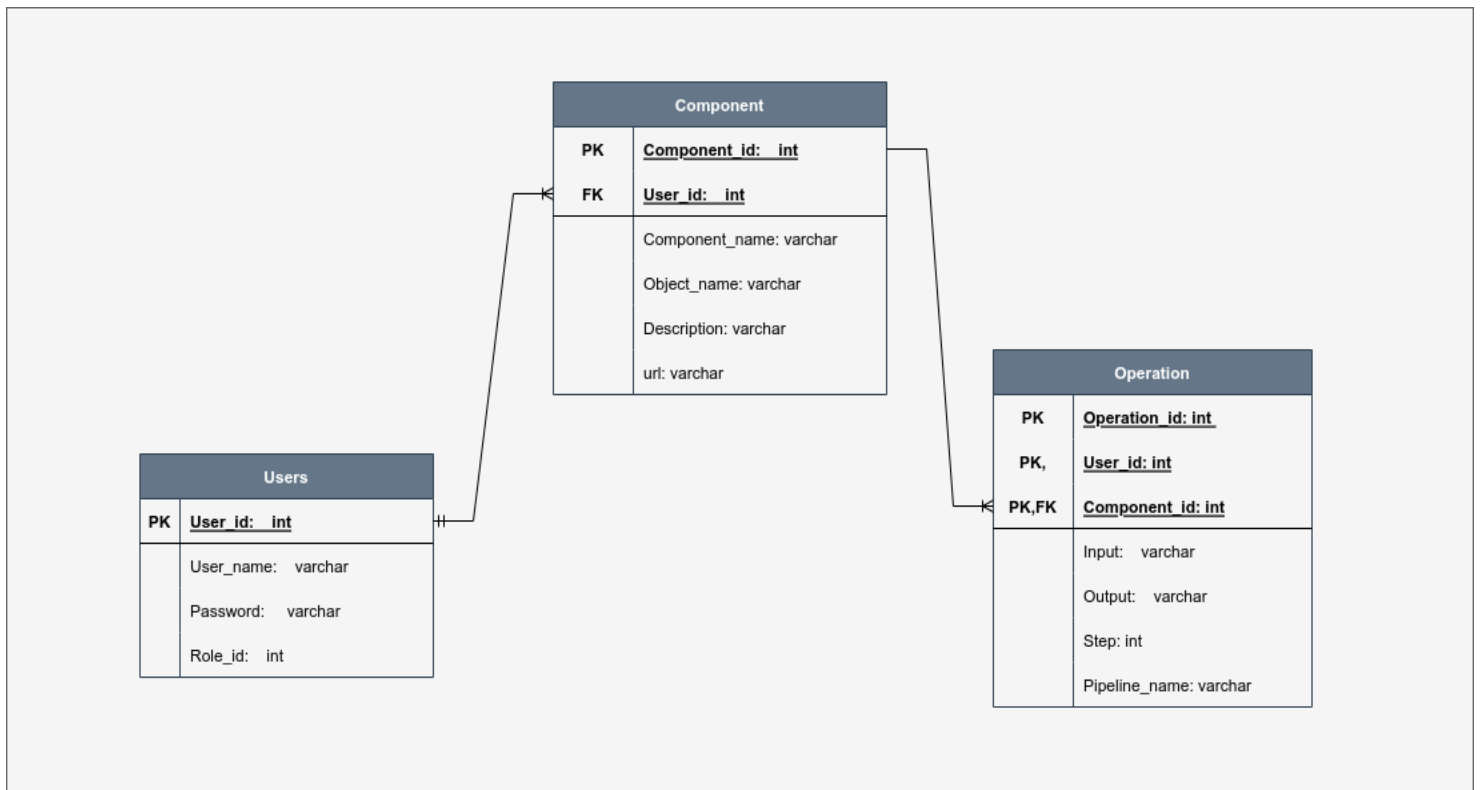 Component
PK Component_id: int
FK User_id: int
Component_name: varchar
Object_name: varchar
Description: varchar
url: varchar
Users
PK User_id: int
User_name: varchar
Password: varchar
Role_id: int
Operation
PK Operation_id: int
PK, User_id: int
PK,FK Component_id: int
Input: varchar
Output: varchar
Step: int
Pipeline_name: varchar